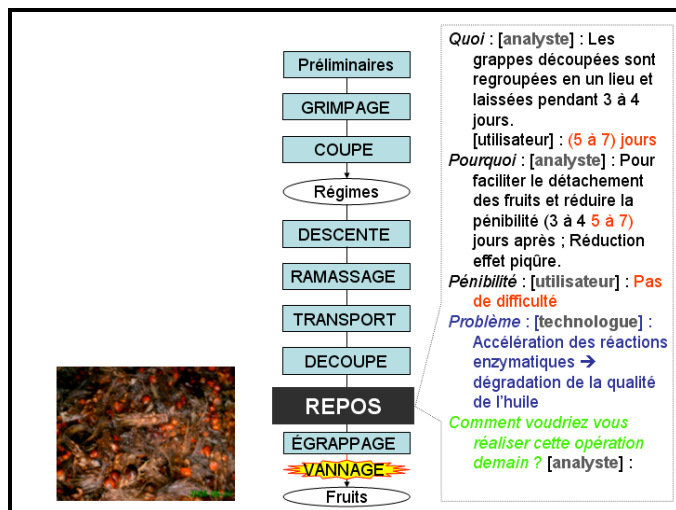 Préliminaires
GRIMPAGE
COUPE
Régimes
DESCENTE
RAMASSAGE
TRANSPORT
DECOUPE
REPOS
ÉGRAPPAGE
VANNAGE
Fruits
Quoi : [analyste] : Les
grappes découpées sont
regroupées en un lieu et
laissées pendant 3 à 4
jours.
[utilisateur] : (5 à 7) jours
Pourquoi : [analyste] : Pour
faciliter le détachement
des fruits et réduire la
pénibilité (3 à 4 5 à 7)
jours après ; Réduction
effet piqûre.
Pénibilité : [utilisateur] : Pas
de difficulté
Problème : [technologue] :
Accélération des réactions
enzymatiques ➔
dégradation de la qualité
de l'huile
Comment voudriez vous
réaliser cette opération
demain ? [analyste] :